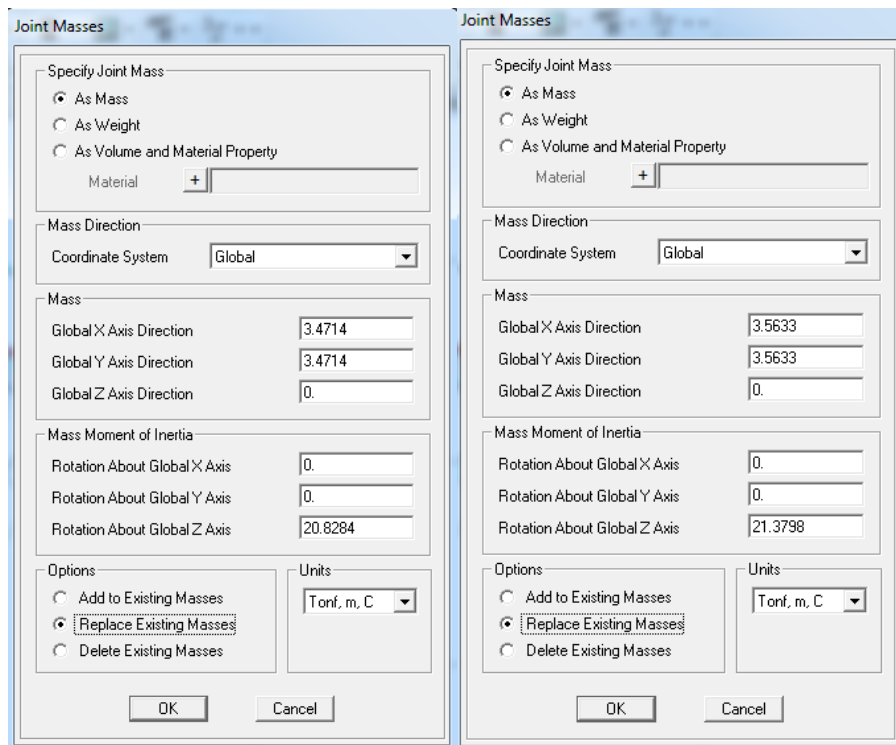 Joint Masses
Specify Joint Mass
As Mass
As Weight
As Volume and Material Property
Material +
Mass Direction
Coordinate System Global
Mass
Global X Axis Direction 3.4714
Global Y Axis Direction 3.4714
Global Z Axis Direction 0.
Mass Moment of Inertia
Rotation About Global X Axis 0.
Rotation About Global Y Axis 0.
Rotation About Global Z Axis 20.8284
Options
Add to Existing Masses
Replace Existing Masses
Delete Existing Masses
Units
Tonf, m, C
OK Cancel
Joint Masses
Specify Joint Mass
As Mass
As Weight
As Volume and Material Property
Material +
Mass Direction
Coordinate System Global
Mass
Global X Axis Direction 3.5633
Global Y Axis Direction 3.5633
Global Z Axis Direction 0.
Mass Moment of Inertia
Rotation About Global X Axis 0.
Rotation About Global Y Axis 0.
Rotation About Global Z Axis 21.3798
Options
Add to Existing Masses
Replace Existing Masses
Delete Existing Masses
Units
Tonf, m, C
OK Cancel